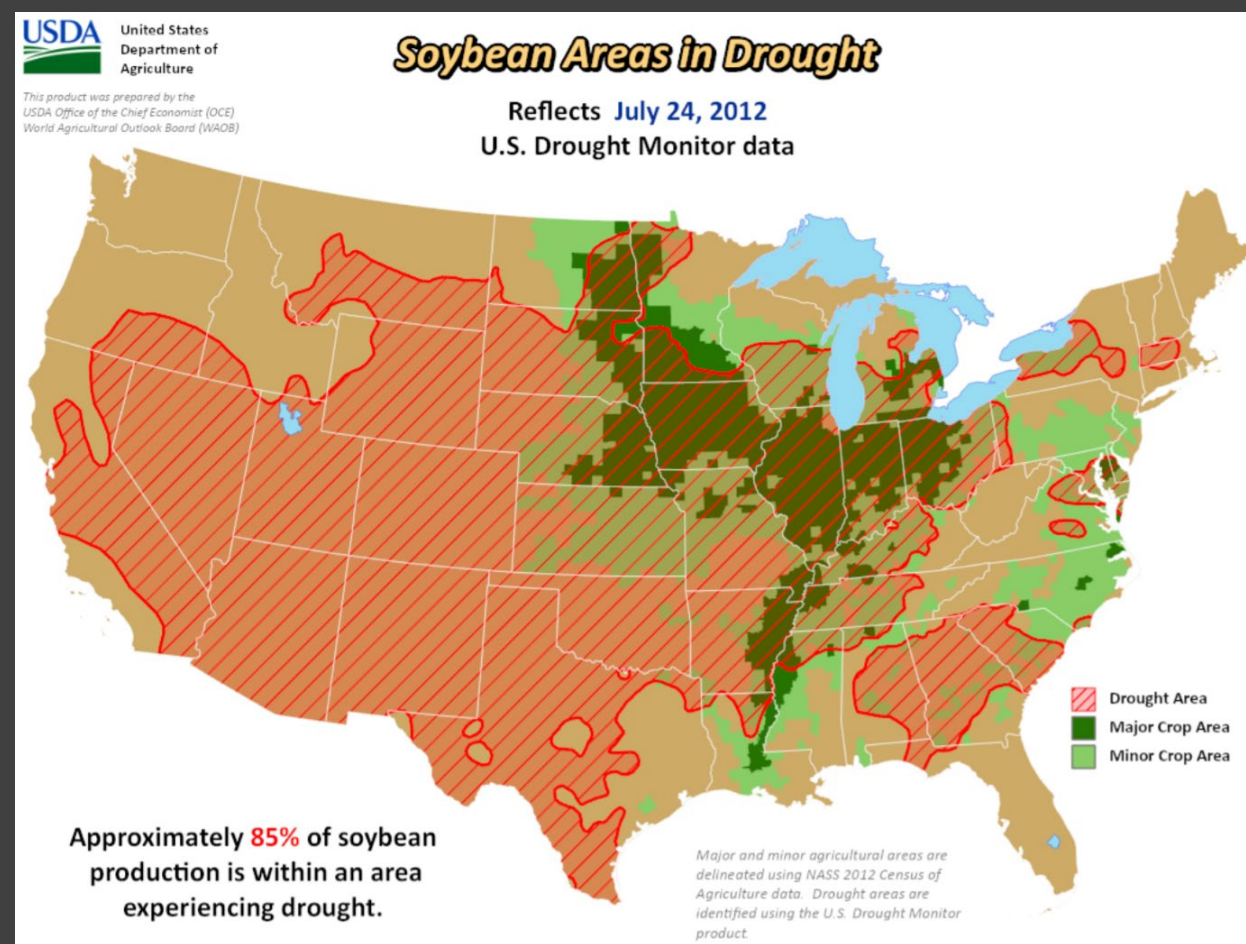 USDA
United States
Department of
Agriculture
This product was prepared by the
USDA Office of the Chief Economist (OCE)
World Agricultural Outlook Board (WAOB)
Soybean Areas in Drought
Reflects July 24, 2012
U.S. Drought Monitor data
Drought Area
Major Crop Area
Minor Crop Area
Approximately 85% of soybean
production is within an area
experiencing drought.
Major and minor agricultural areas are
delineated using NASS 2012 Census of
Agriculture data. Drought areas are
identified using the U.S. Drought Monitor
product.